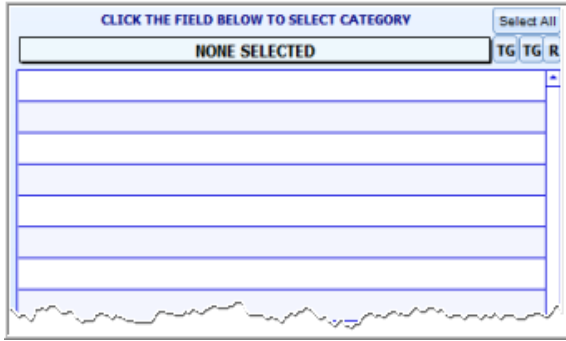 CLICK THE FIELD BELOW TO SELECT CATEGORY
Select All
NONE SELECTED
TG TG R